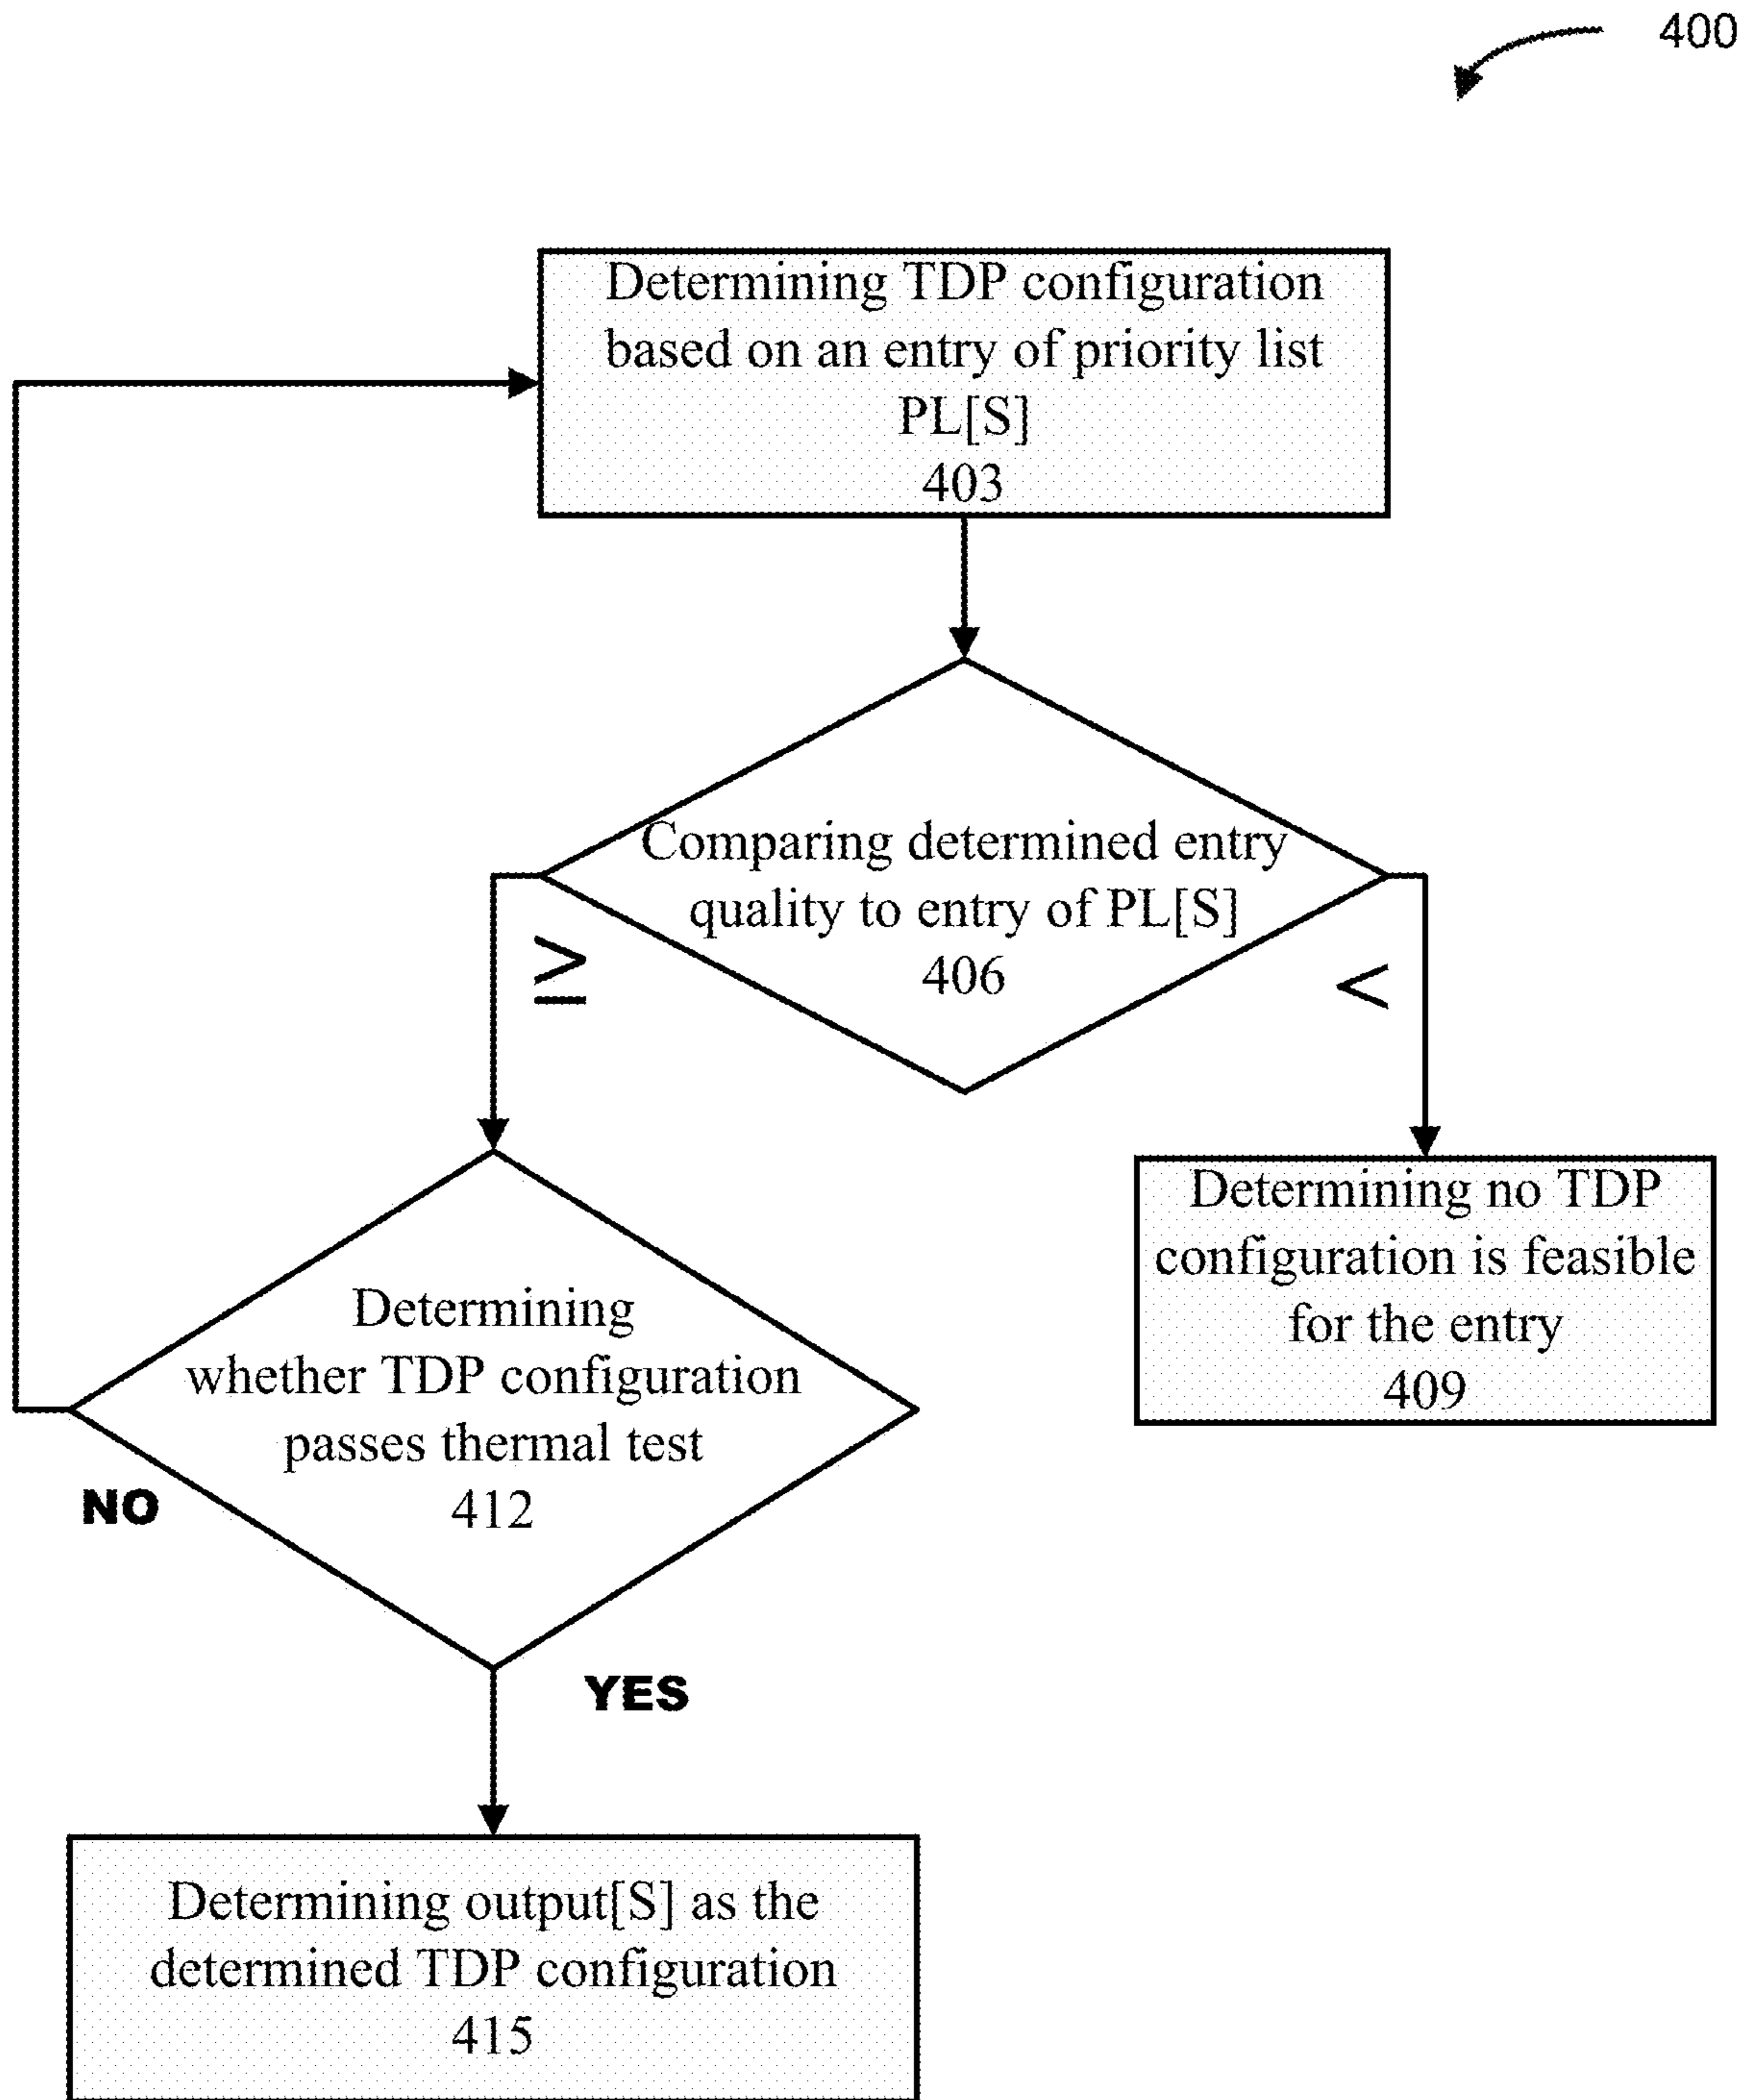 400
Determining TDP configuration
based on an entry of priority list
PL[S]
403
Comparing determined entry
quality to entry of PL[S]
406
≥
<
Determining no TDP
configuration is feasible
for the entry
409
Determining
whether TDP configuration
passes thermal test
412
NO
YES
Determining output[S] as the
determined TDP configuration
415